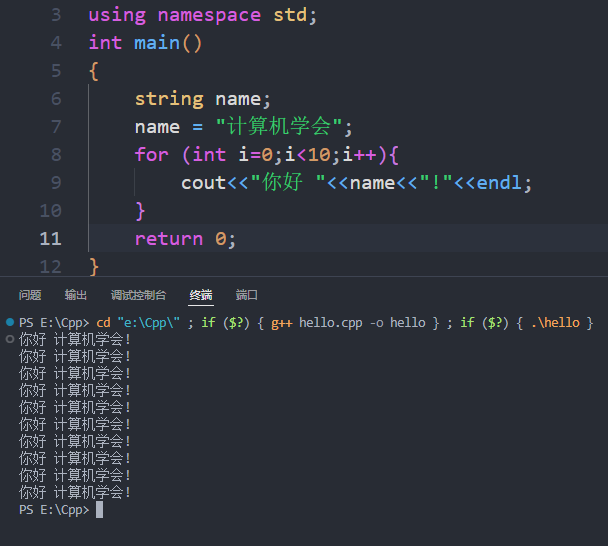 3 using namespace std;
4 int main()
5 {
6 string name;
7 name = "计算机学会";
8 for (int i=0;i<10;i++){
9 cout<<"你好 "<<name<<"!"<<endl;
10 }
11 return 0;
12 }
问题 输出 调试控制台 终端 端口
PS E:\Cpp> cd "e:\Cpp\" ; if ($?) { g++ hello.cpp -o hello } ; if ($?) { .\hello }
你好 计算机学会!
你好 计算机学会!
你好 计算机学会!
你好 计算机学会!
你好 计算机学会!
你好 计算机学会!
你好 计算机学会!
你好 计算机学会!
你好 计算机学会!
你好 计算机学会!
PS E:\Cpp>